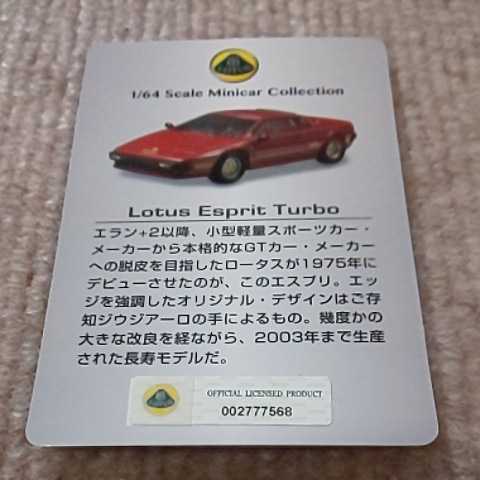 LOTUS
1/64 Scale Minicar Collection
Lotus Esprit Turbo
エラン+2以降、小型軽量スポーツカー・
メーカーから本格的なGTカー・メーカー
への脱皮を目指したロータスが1975年に
デビューさせたのが、このエスプリ。エッ
ジを強調したオリジナル・デザインはご存
知ジウジアーロの手によるもの。幾度かの
大きな改良を経ながら、2003年まで生産
された長寿モデルだ。
OFFICIAL LICENSED PRODUCT
002777568